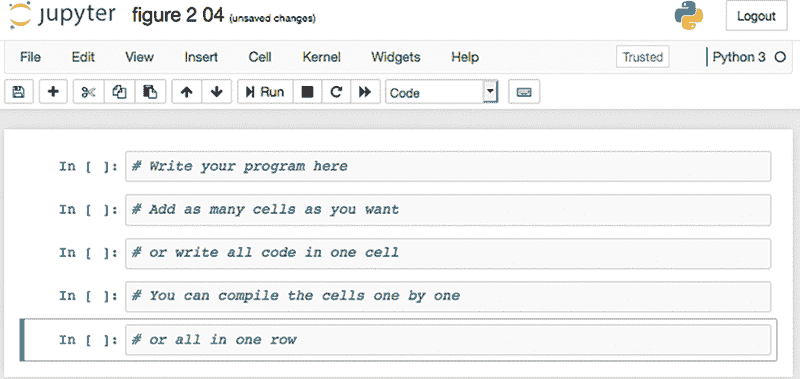 jupyter figure 2 04 (unsaved changes) Logout
File Edit View Insert Cell Kernel Widgets Help Trusted Python 3
Run Code
In [ ]: # Write your program here
In [ ]: # Add as many cells as you want
In [ ]: # or write all code in one cell
In [ ]: # You can compile the cells one by one
In [ ]: # or all in one row